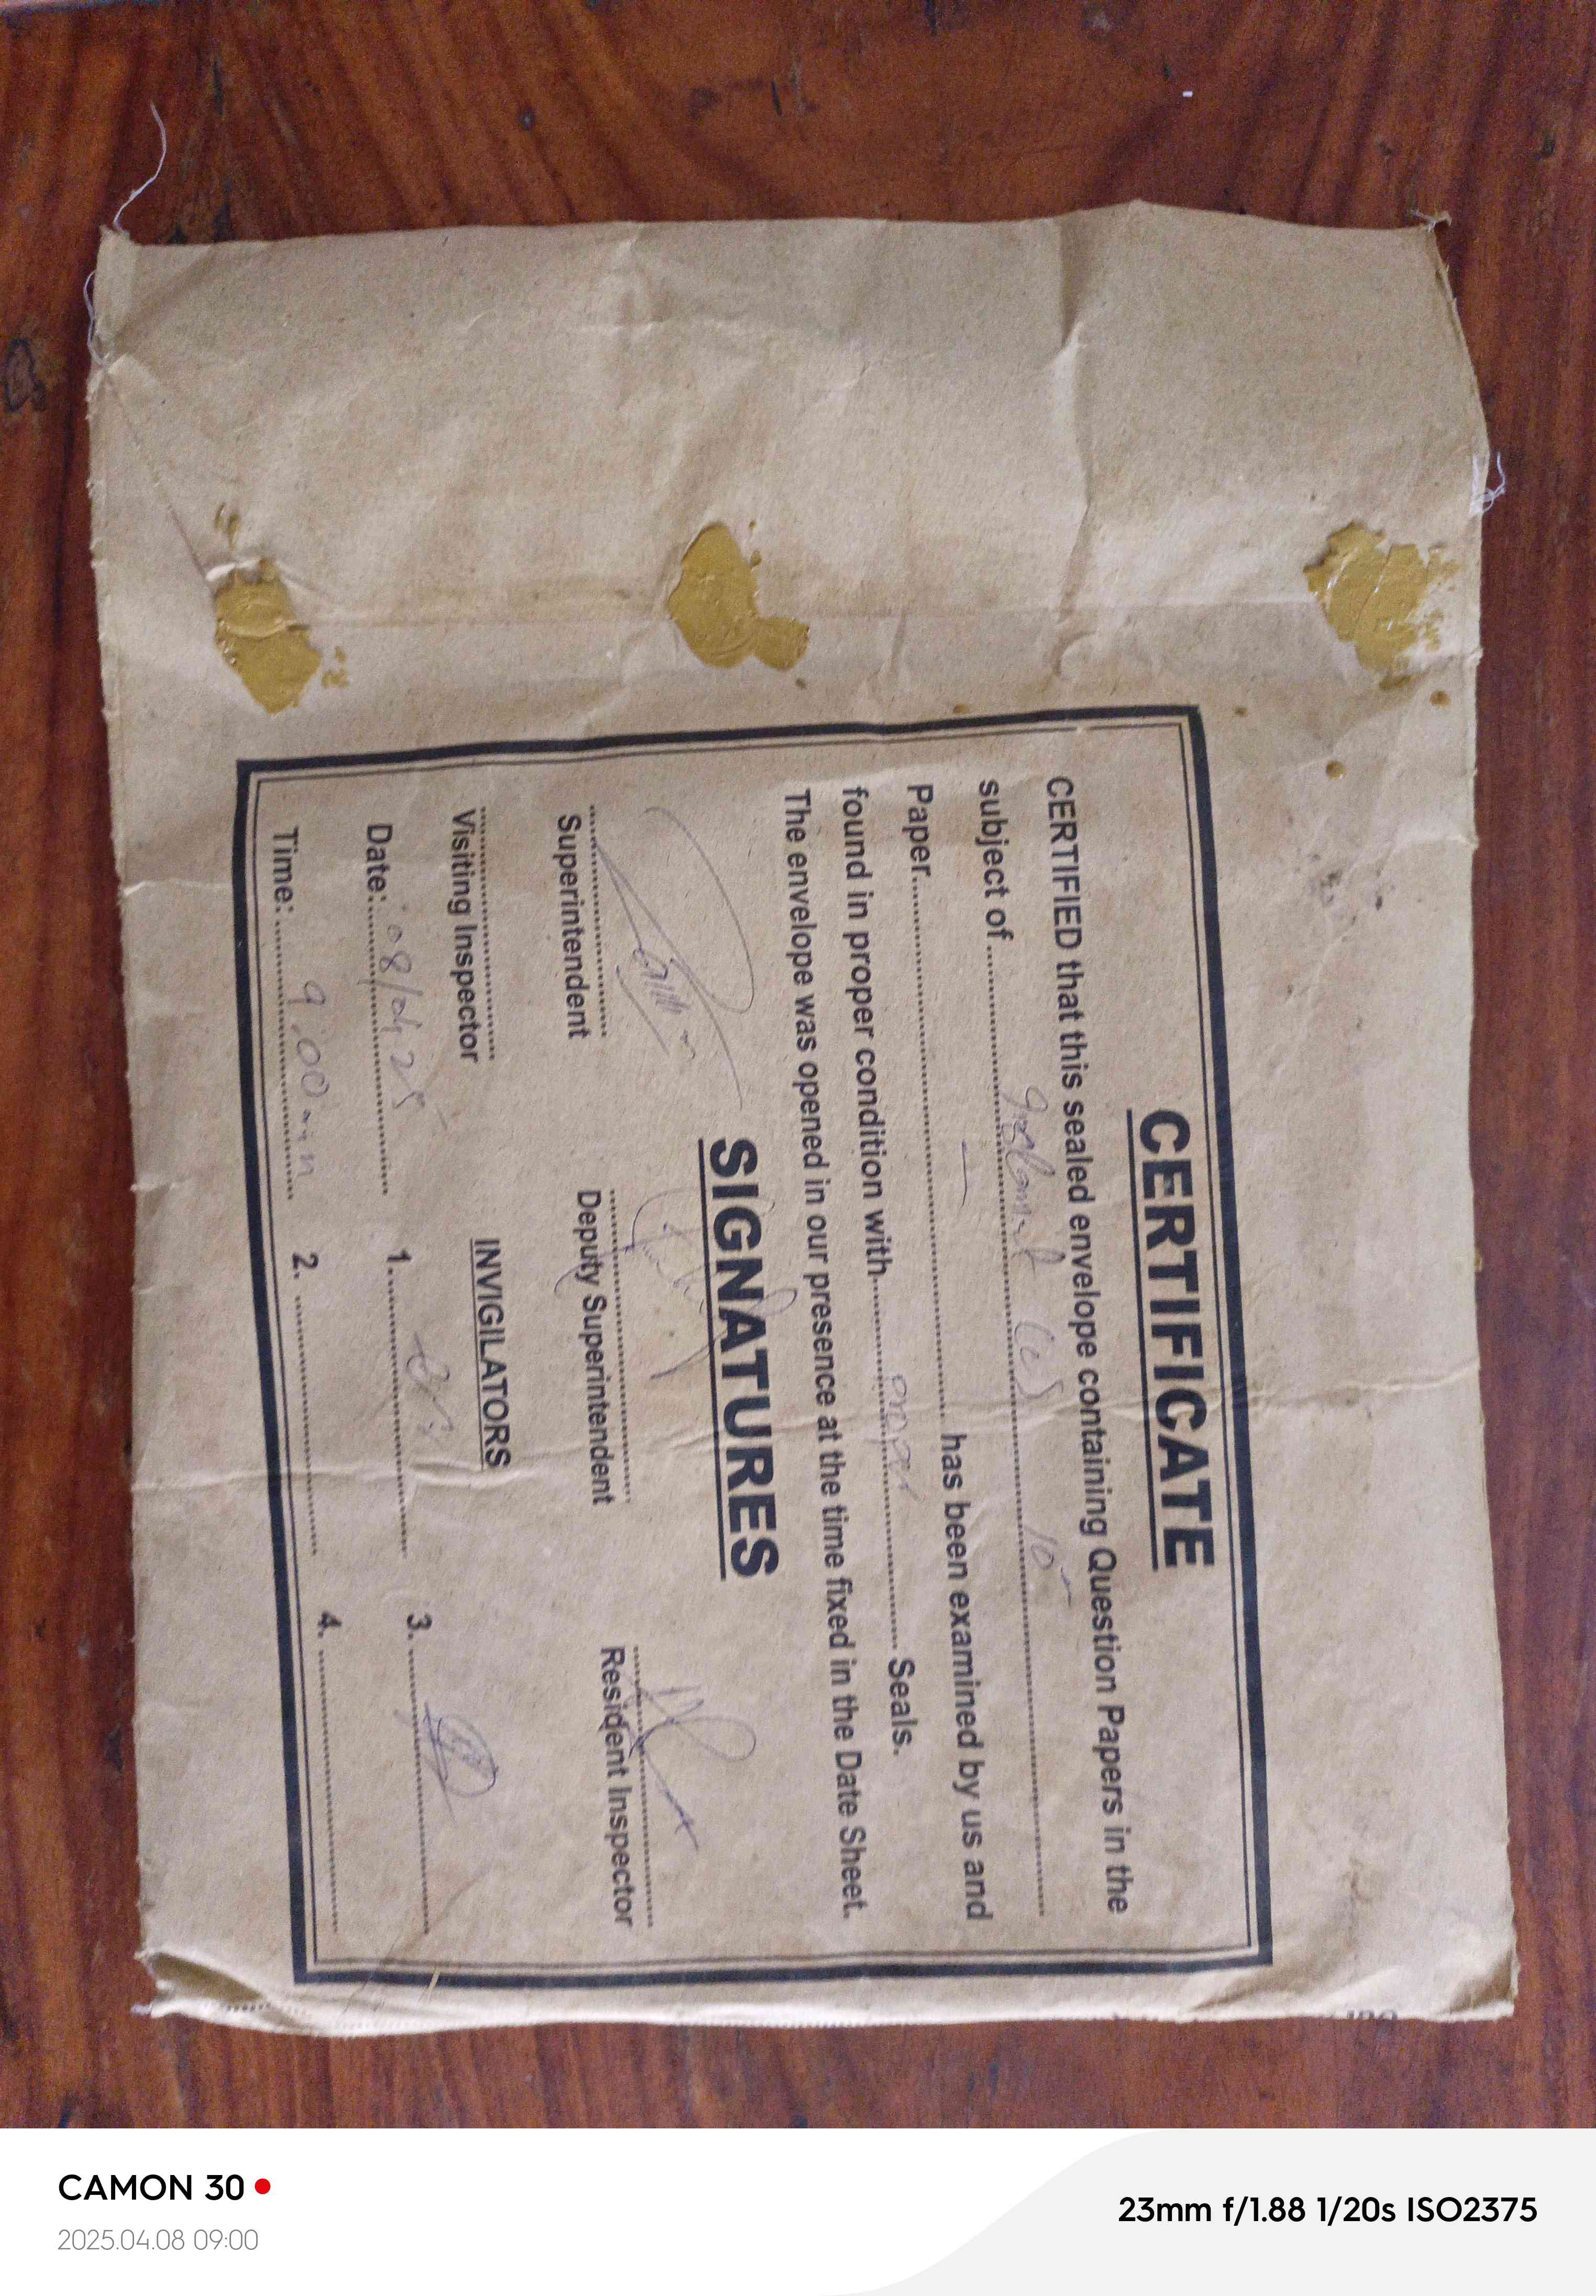 CERTIFICATE
CERTIFIED that this sealed envelope containing Question Papers in the
subject of 10
Paper has been examined by us and
found in proper condition with Seals.
The envelope was opened in our presence at the time fixed in the Date Sheet.
SIGNATURES
Superintendent Deputy Superintendent Resident Inspector
Visiting Inspector
INVIGILATORS
Date: 08/04/25 1. 3.
Time: 9:00 2. 4.
CAMON 30
2025.04.08 09:00
23mm f/1.88 1/20s ISO2375